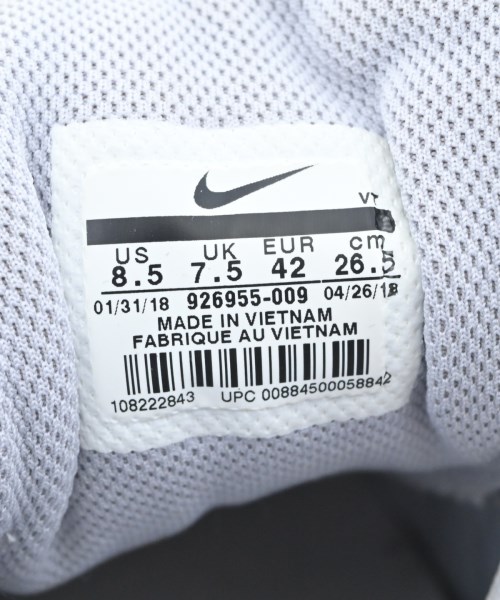 VT
US UK EUR cm
8.5 7.5 42 26.5
01/31/18 926955-009 04/26/18
MADE IN VIETNAM
FABRIQUE AU VIETNAM
108222843 UPC 00884500058842